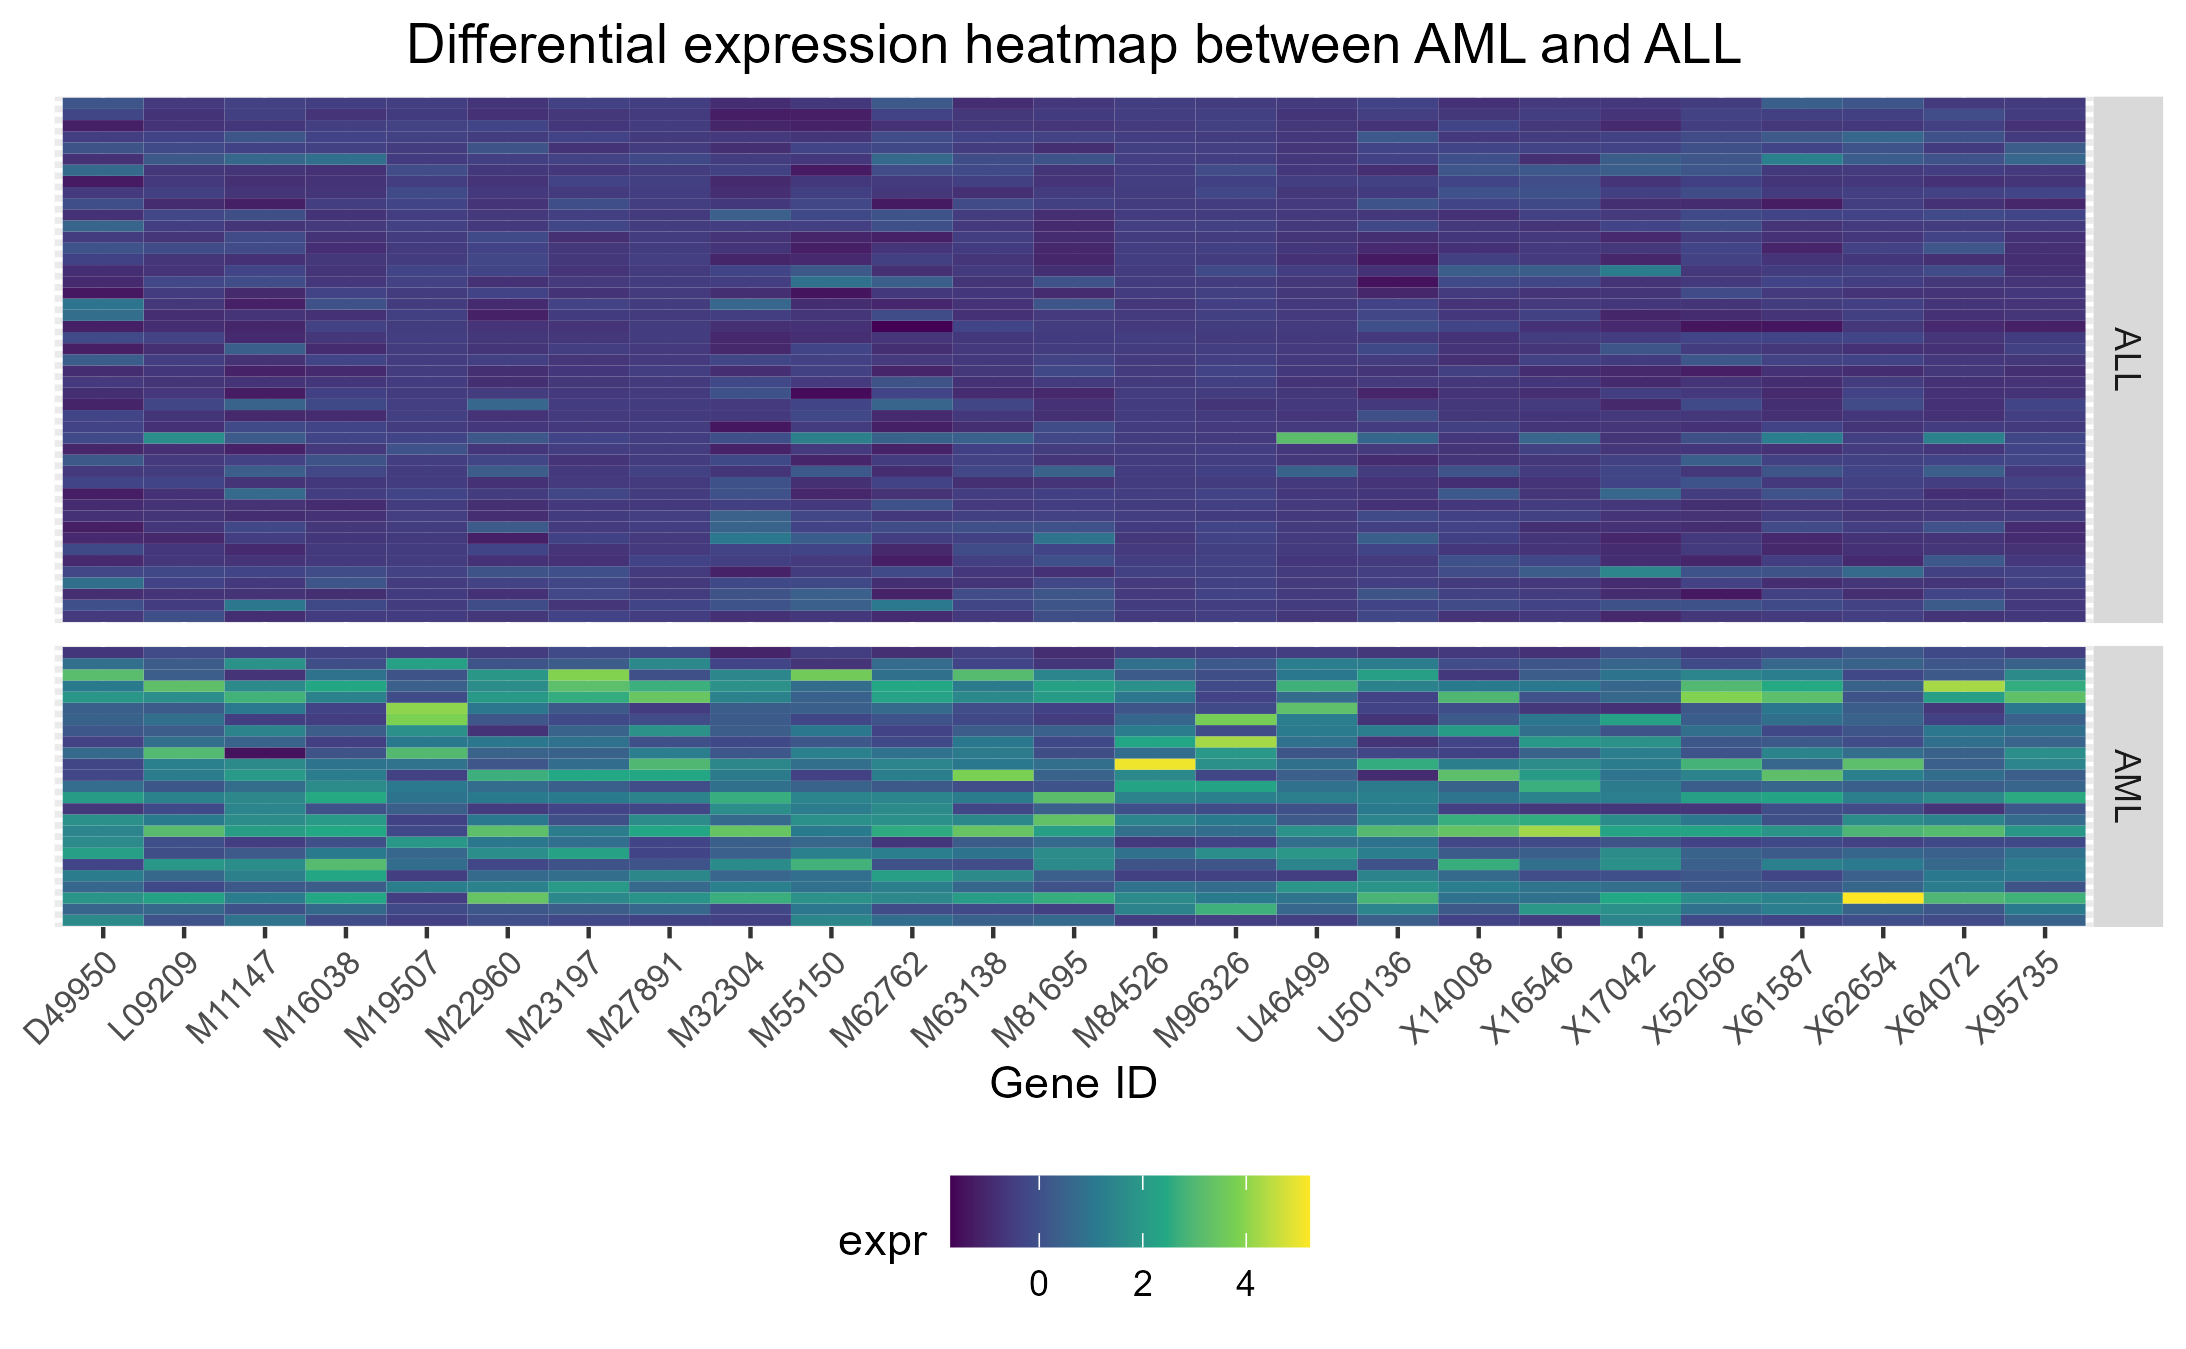 Differential expression heatmap between AML and ALL
ALL
AML
D49950
L09209
M11147
M16038
M19507
M22960
M23197
M27891
M32304
M55150
M62762
M63138
M81695
M84526
M96326
U46499
U50136
X14008
X16546
X17042
X52056
X61587
X62654
X64072
X95735
Gene ID
expr
0 2 4